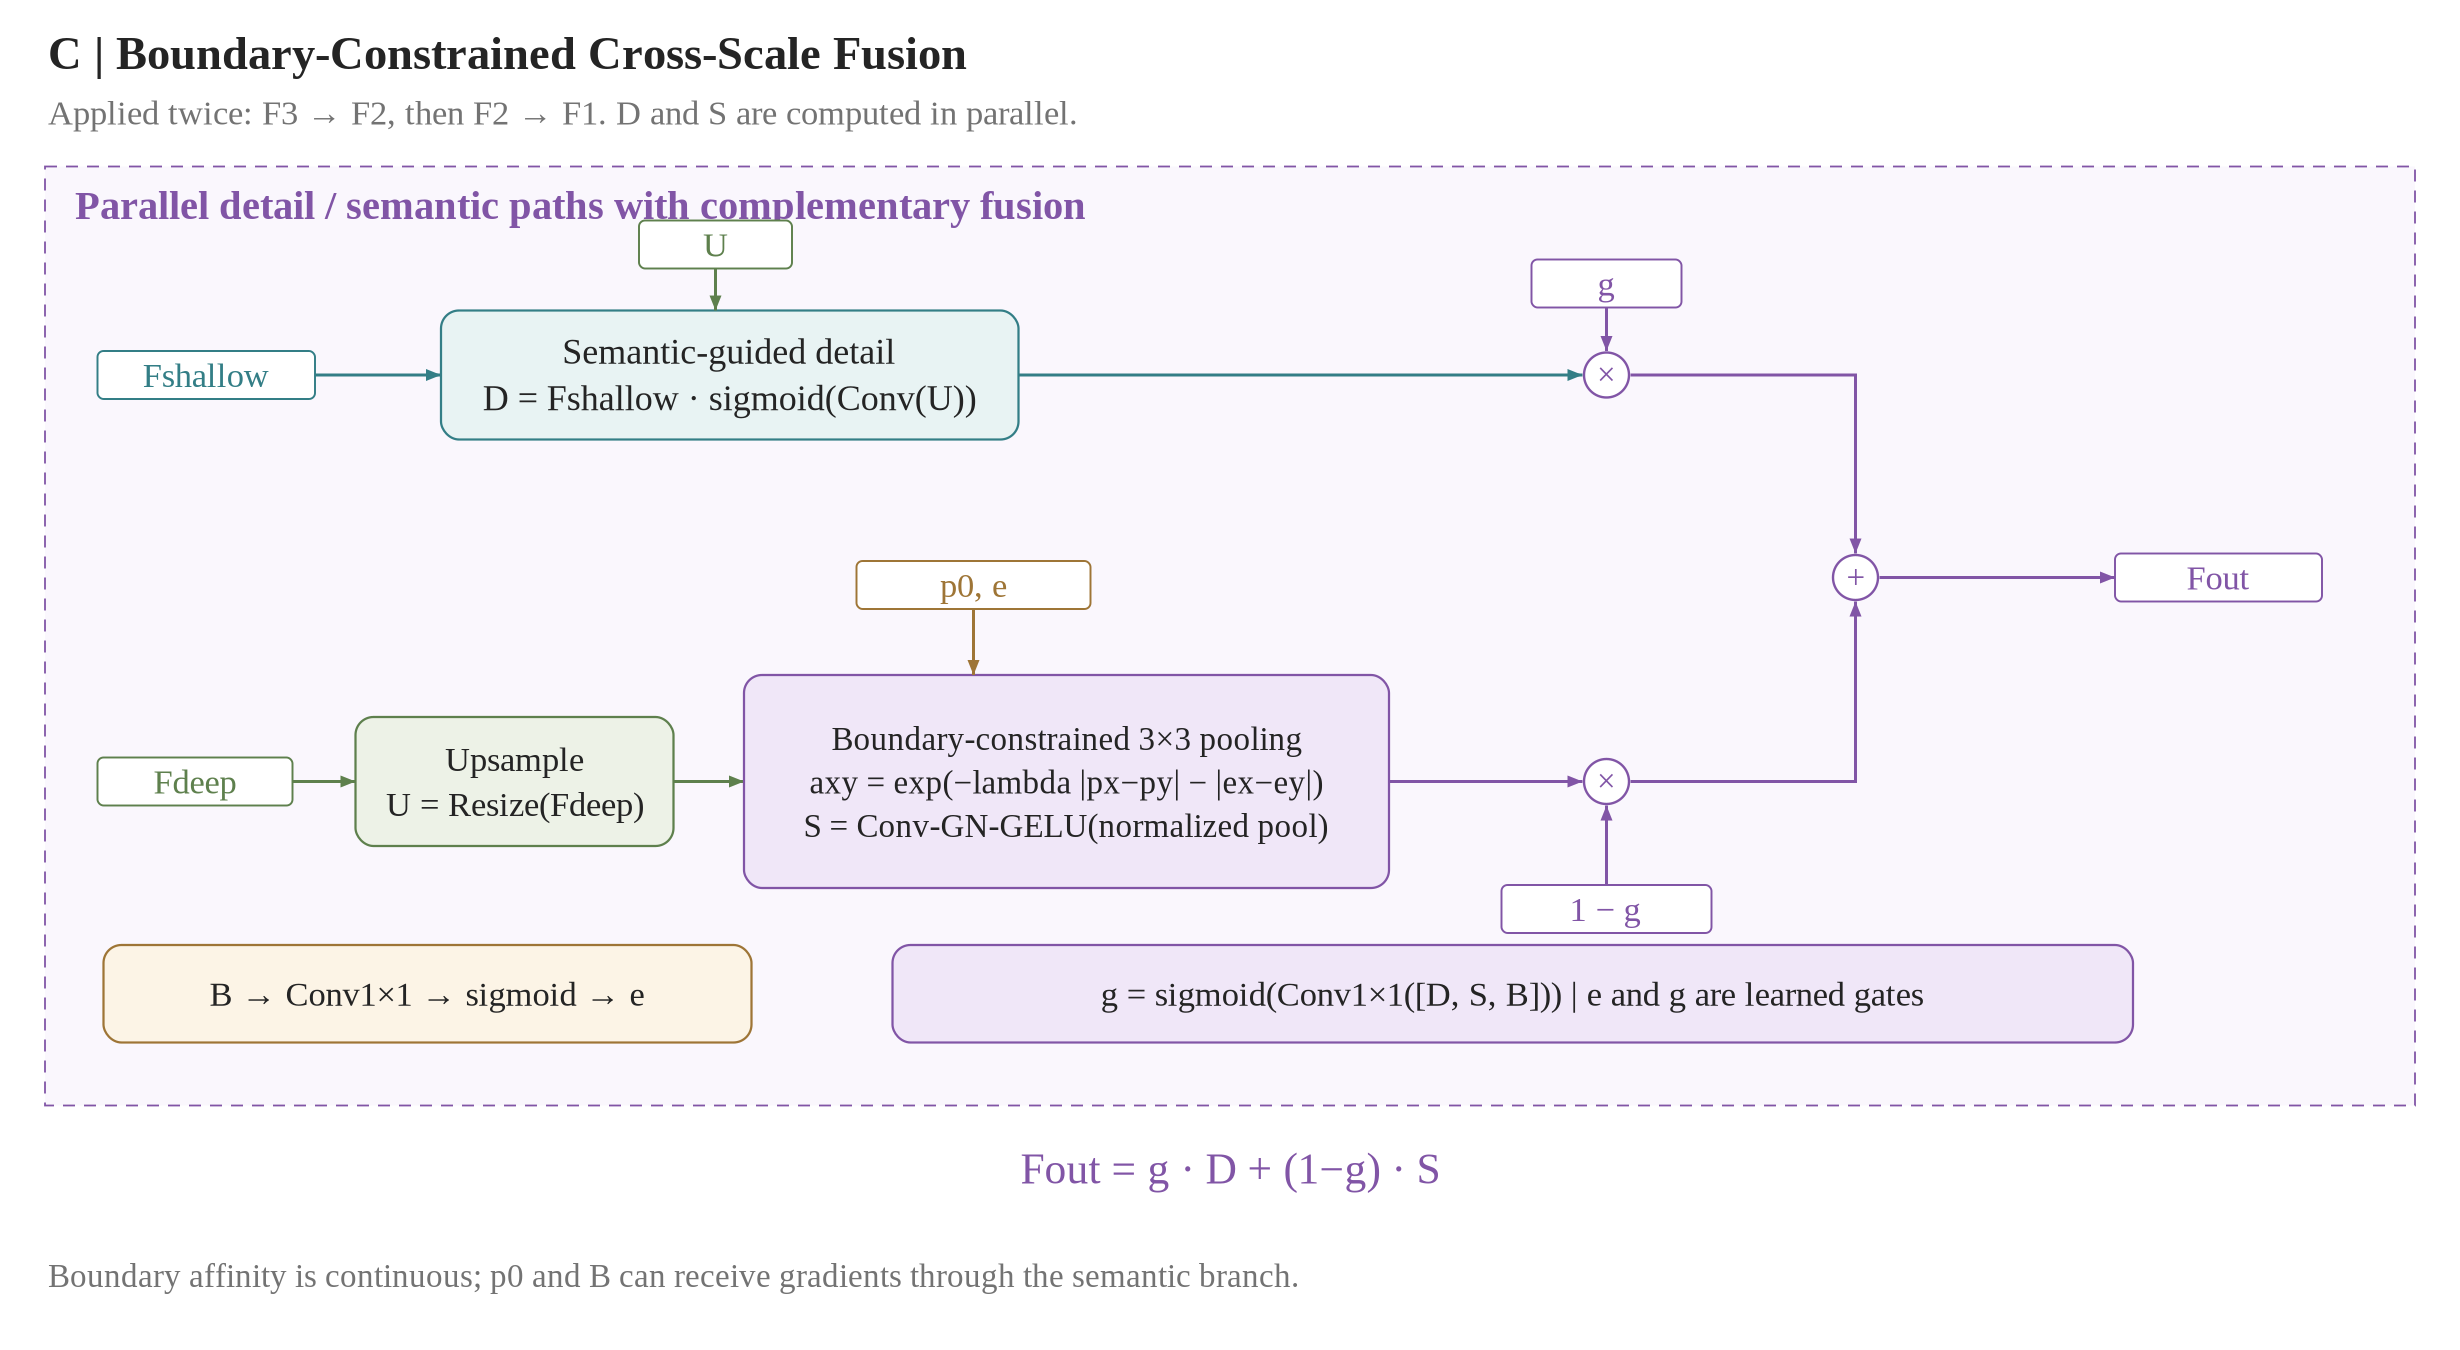 C | Boundary-Constrained Cross-Scale Fusion
Applied twice: F3 → F2, then F2 → F1. D and S are computed in parallel.
Parallel detail / semantic paths with complementary fusion
U
g
Fshallow
Semantic-guided detail
D = Fshallow · sigmoid(Conv(U))
×
p0, e
+
Fout
Fdeep
Upsample
U = Resize(Fdeep)
Boundary-constrained 3×3 pooling
axy = exp(−lambda |px−py| − |ex−ey|)
S = Conv-GN-GELU(normalized pool)
×
1 − g
B → Conv1×1 → sigmoid → e
g = sigmoid(Conv1×1([D, S, B])) | e and g are learned gates
Fout = g · D + (1−g) · S
Boundary affinity is continuous; p0 and B can receive gradients through the semantic branch.